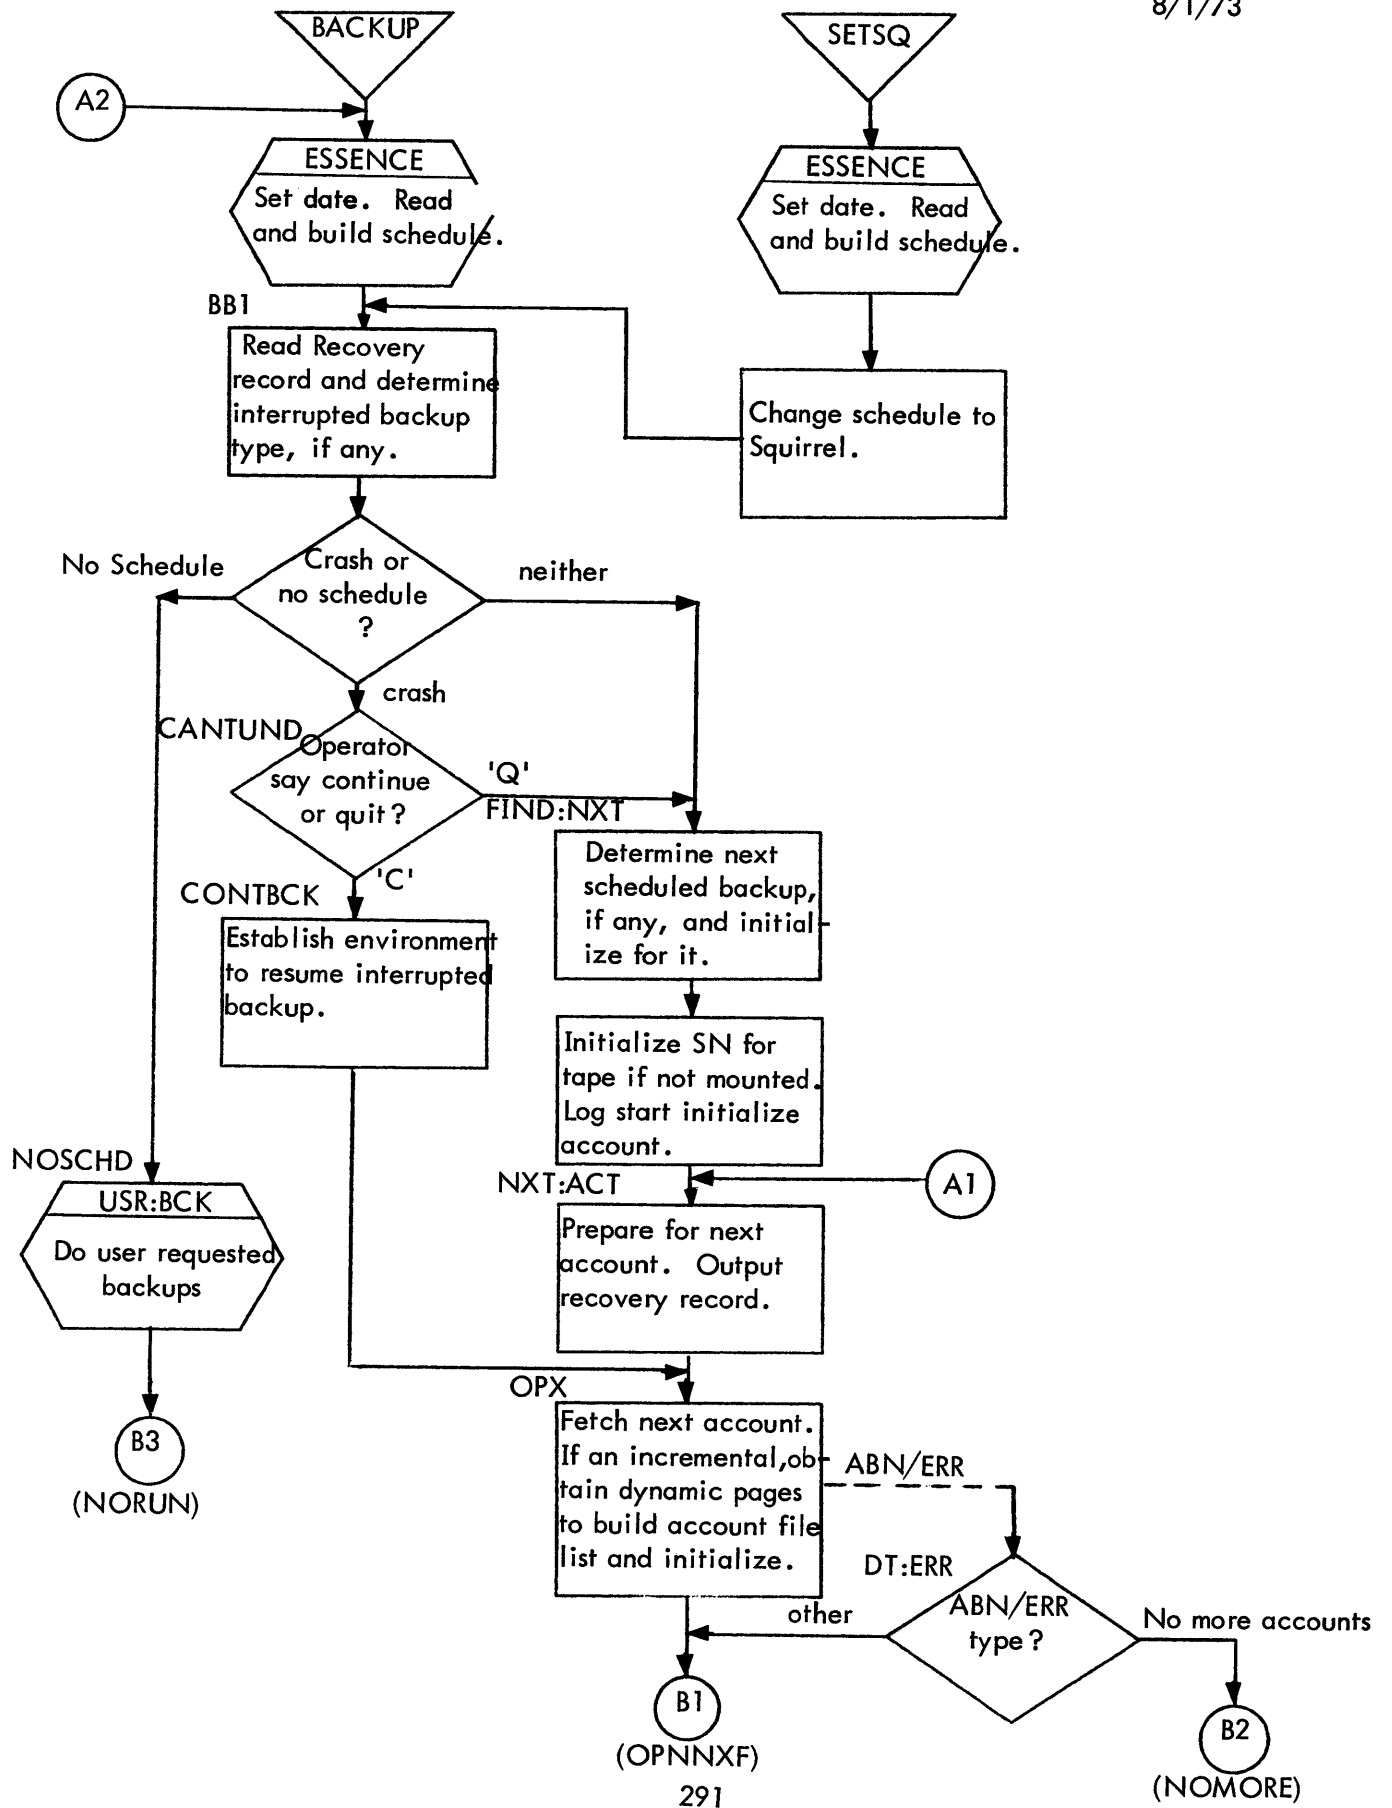 8/1/73
BACKUP
SETSQ
A2
ESSENCE
Set date. Read
and build schedule.
ESSENCE
Set date. Read
and build schedule.
BB1
Read Recovery
record and determine
interrupted backup
type, if any.
Change schedule to
Squirrel.
No Schedule
Crash or
no schedule
?
neither
crash
CANTUND
Operator
say continue
or quit?
'Q'
FIND:NXT
'C'
CONTBCK
Establish environment
to resume interrupted
backup.
Determine next
scheduled backup,
if any, and initial-
ize for it.
Initialize SN for
tape if not mounted.
Log start initialize
account.
NOSCHD
USR:BCK
Do user requested
backups
NXT:ACT
A1
Prepare for next
account. Output
recovery record.
OPX
Fetch next account.
If an incremental,ob-
tain dynamic pages
to build account file
list and initialize.
ABN/ERR
B3
(NORUN)
DT:ERR
ABN/ERR
type?
other
No more accounts
B1
(OPNNXF)
B2
(NOMORE)
291